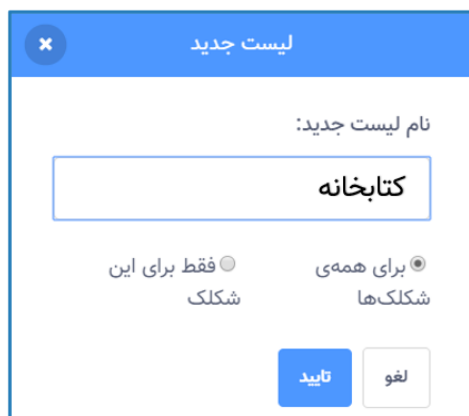 لیست جدید
نام لیست جدید:
کتابخانه
برای همه‌ی
شکلک‌ها
فقط برای این
شکلک
لغو
تایید